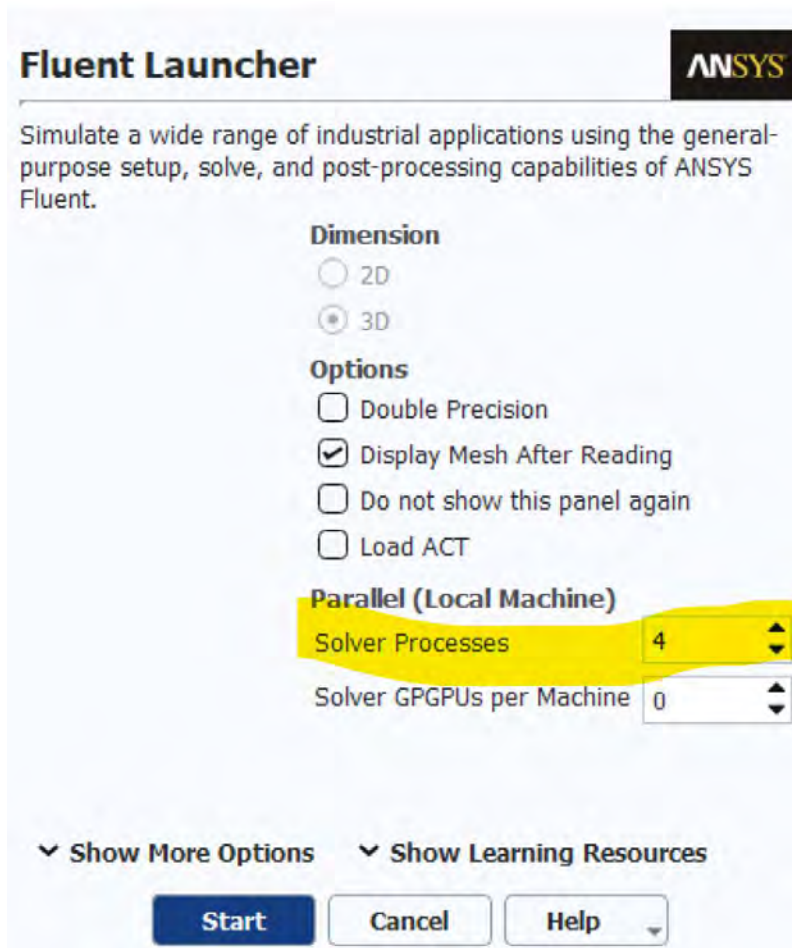 Fluent Launcher
ANSYS
Simulate a wide range of industrial applications using the general-
purpose setup, solve, and post-processing capabilities of ANSYS
Fluent.
Dimension
2D
3D
Options
Double Precision
Display Mesh After Reading
Do not show this panel again
Load ACT
Parallel (Local Machine)
Solver Processes 4
Solver GPGPUs per Machine 0
Show More Options Show Learning Resources
Start Cancel Help